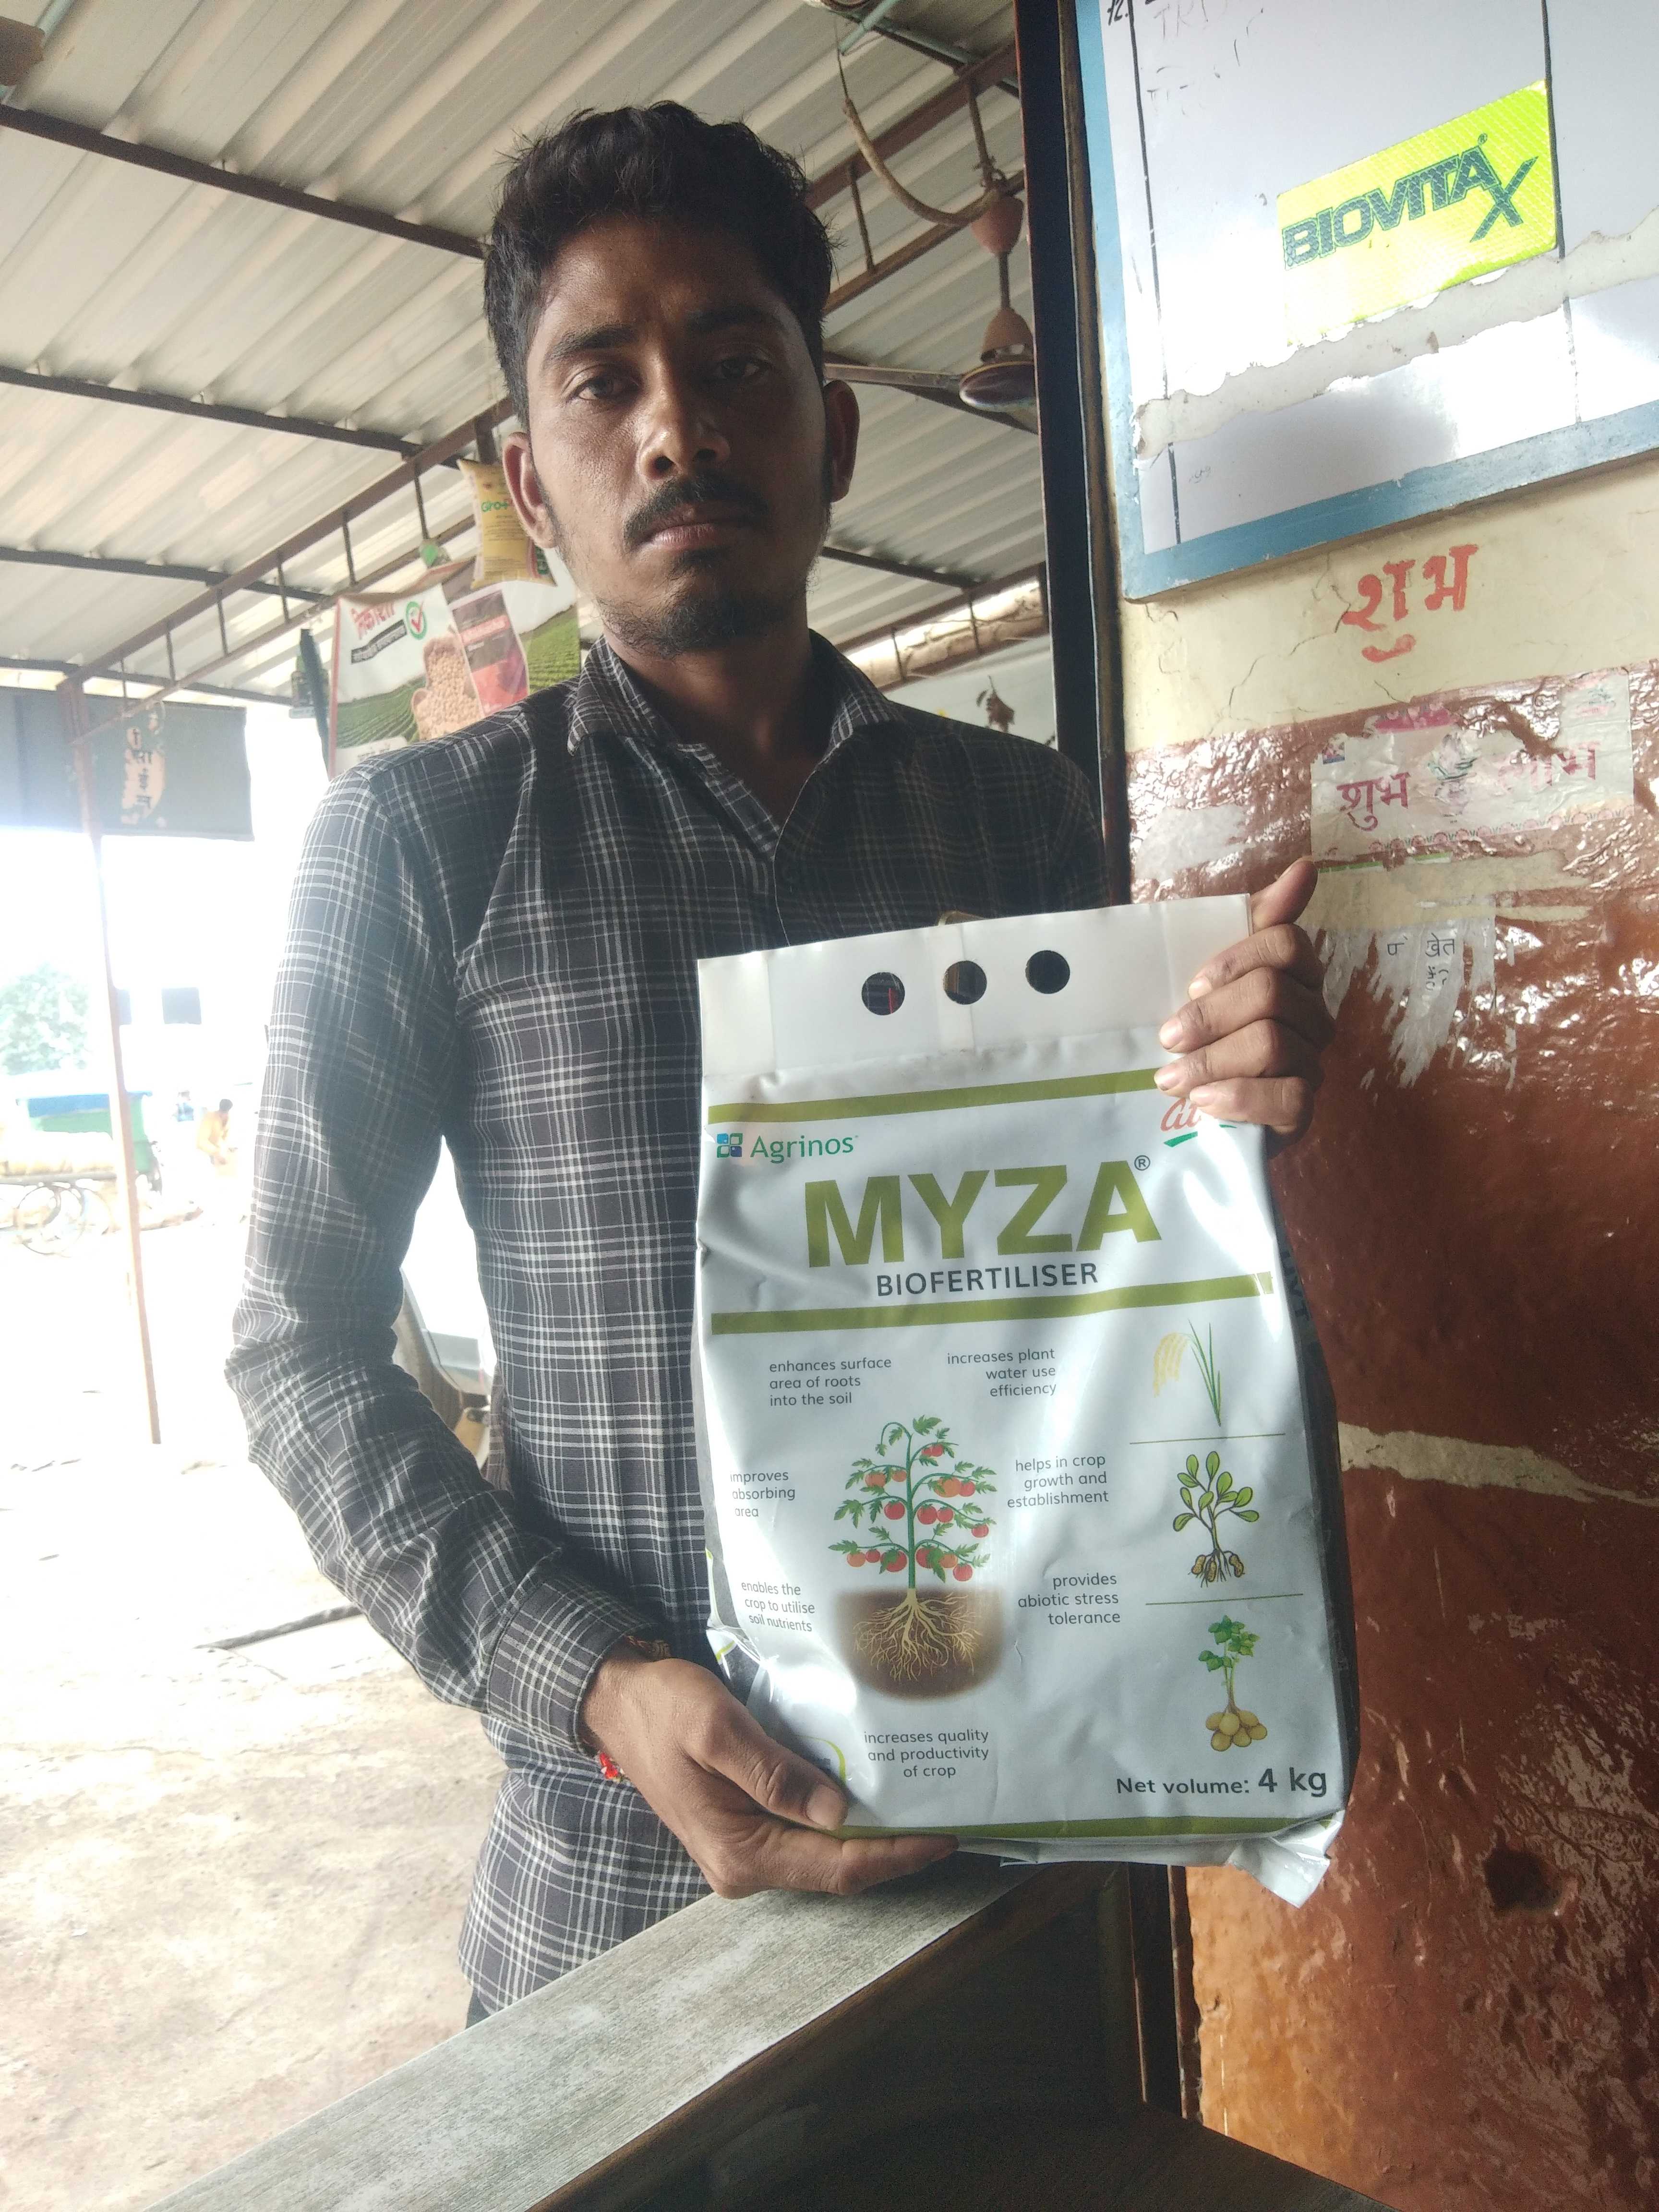 BIOVITA X
शुभ
शुभ लाभ
खेत
Gro+
Agrinos
MYZA®
BIOFERTILISER
enhances surface
area of roots
into the soil
increases plant
water use
efficiency
improves
absorbing
area
helps in crop
growth and
establishment
enables the
crop to utilise
soil nutrients
provides
abiotic stress
tolerance
increases quality
and productivity
of crop
Net volume: 4 kg